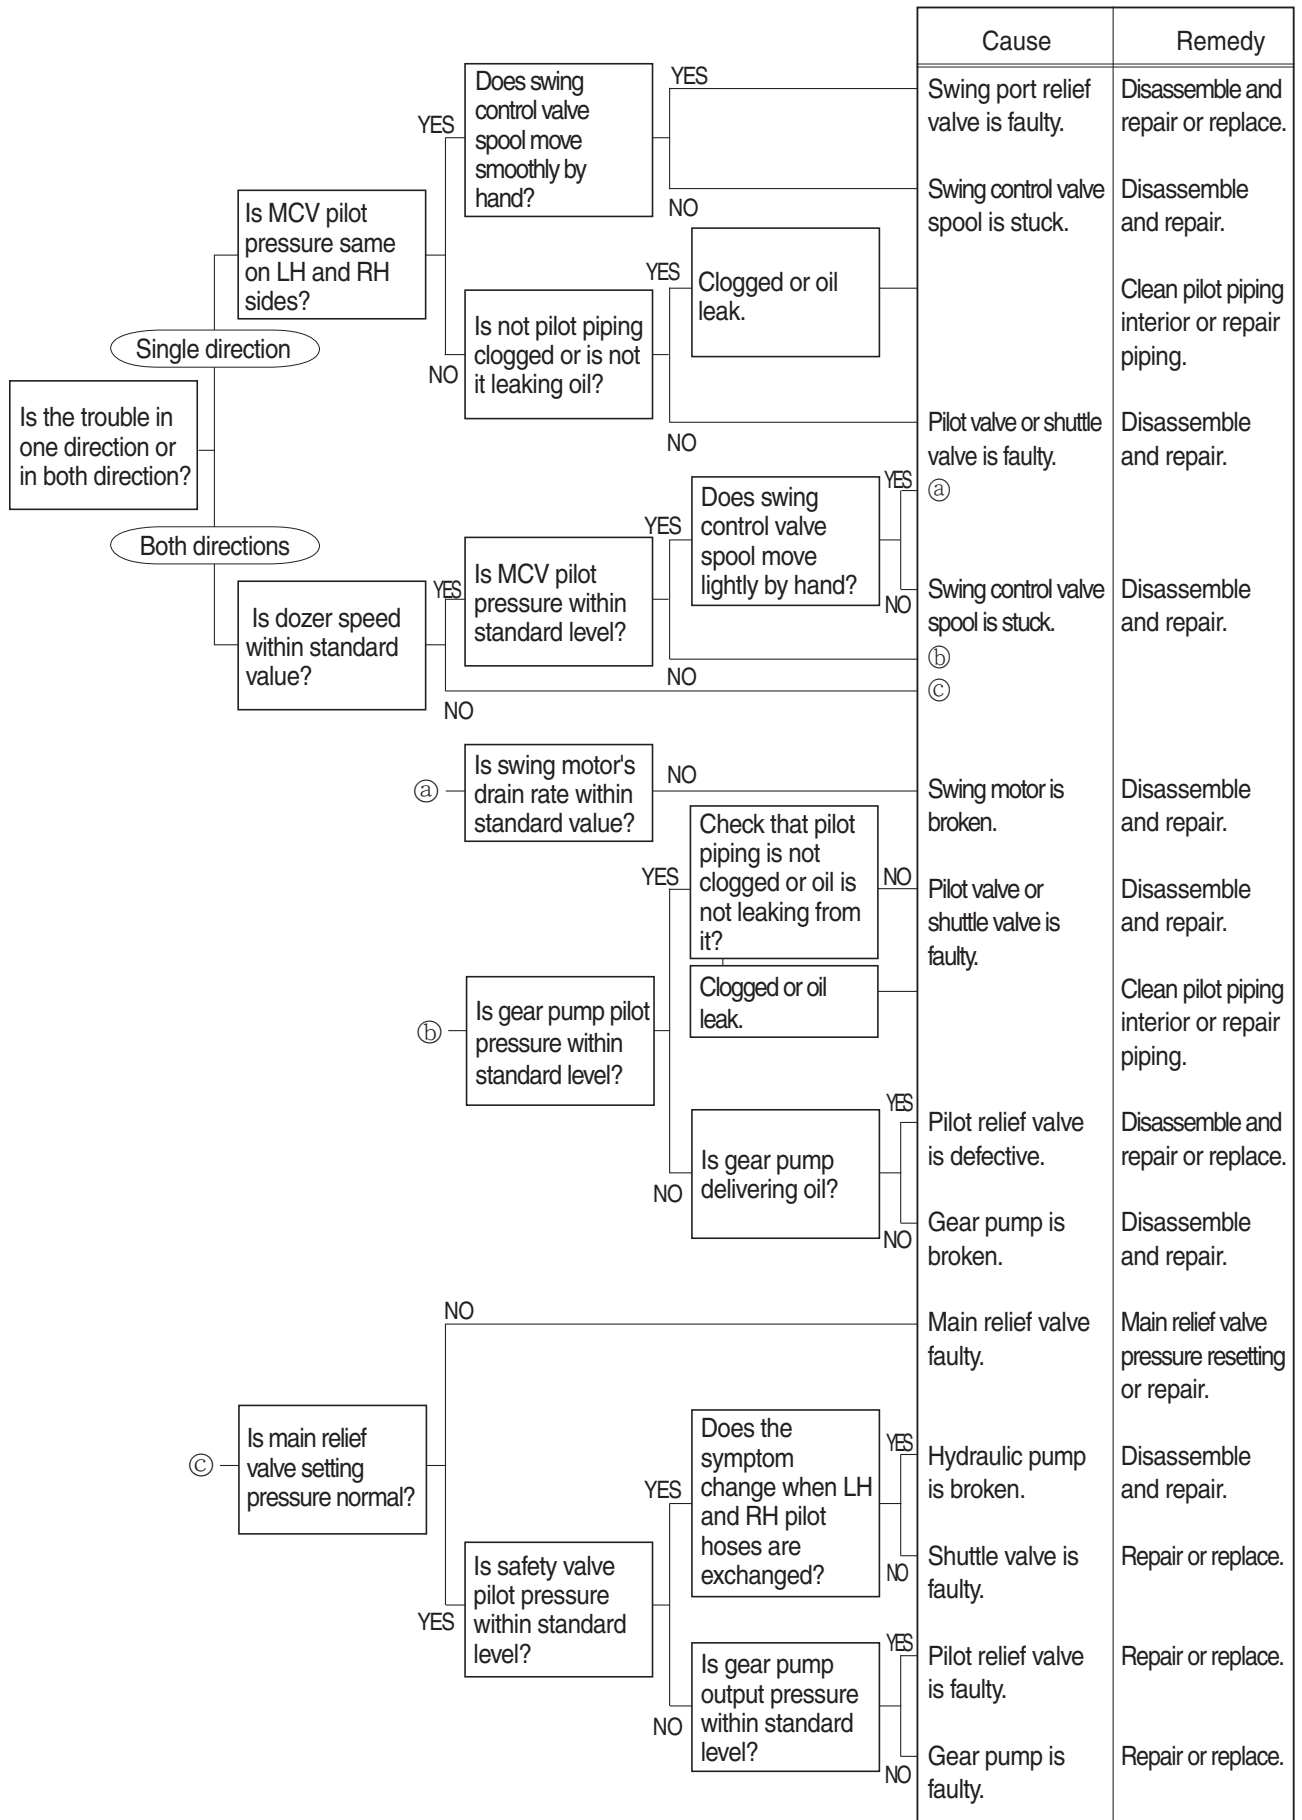 Cause
Remedy
Does swing
control valve
spool move
smoothly by
hand?
YES
Swing port relief
valve is faulty.
Disassemble and
repair or replace.
YES
NO
Swing control valve
spool is stuck.
Disassemble
and repair.
Is MCV pilot
pressure same
on LH and RH
sides?
YES
Clogged or oil
leak.
Clean pilot piping
interior or repair
piping.
Is not pilot piping
clogged or is not
it leaking oil?
NO
Single direction
NO
Pilot valve or shuttle
valve is faulty.
Disassemble
and repair.
Is the trouble in
one direction or
in both direction?
Both directions
Does swing
control valve
spool move
lightly by hand?
YES
ⓐ
YES
Is MCV pilot
pressure within
standard level?
YES
NO
Swing control valve
spool is stuck.
Disassemble
and repair.
Is dozer speed
within standard
value?
NO
ⓑ
NO
ⓒ
ⓐ
Is swing motor's
drain rate within
standard value?
NO
Swing motor is
broken.
Disassemble
and repair.
Check that pilot
piping is not
clogged or oil is
not leaking from
it?
YES
NO
Pilot valve or
shuttle valve is
faulty.
Disassemble
and repair.
Clogged or oil
leak.
Clean pilot piping
interior or repair
piping.
ⓑ
Is gear pump pilot
pressure within
standard level?
NO
Is gear pump
delivering oil?
YES
Pilot relief valve
is defective.
Disassemble and
repair or replace.
NO
Gear pump is
broken.
Disassemble
and repair.
NO
Main relief valve
faulty.
Main relief valve
pressure resetting
or repair.
ⓒ
Is main relief
valve setting
pressure normal?
YES
Is safety valve
pilot pressure
within standard
level?
YES
Does the
symptom
change when LH
and RH pilot
hoses are
exchanged?
YES
Hydraulic pump
is broken.
Disassemble
and repair.
NO
Shuttle valve is
faulty.
Repair or replace.
NO
Is gear pump
output pressure
within standard
level?
YES
Pilot relief valve
is faulty.
Repair or replace.
NO
Gear pump is
faulty.
Repair or replace.